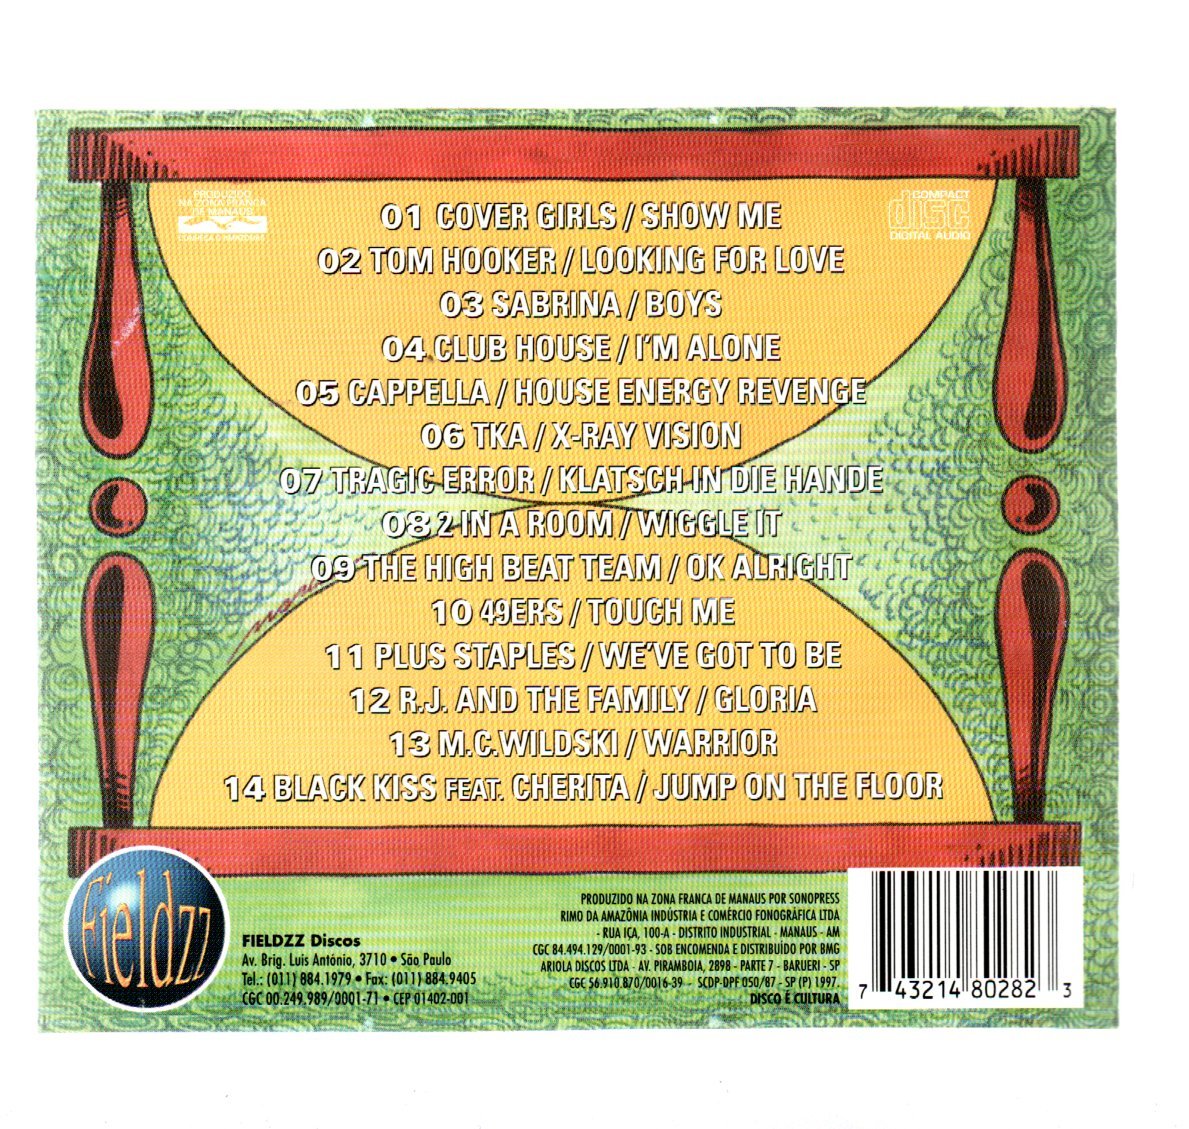 PRODUZIDO
NA ZONA FRANCA
DE MANAUS
COMPACT
disc
DIGITAL AUDIO
01 COVER GIRLS / SHOW ME
02 TOM HOOKER / LOOKING FOR LOVE
03 SABRINA / BOYS
04 CLUB HOUSE / I'M ALONE
05 CAPPELLA / HOUSE ENERGY REVENGE
06 TKA / X-RAY VISION
07 TRAGIC ERROR / KLATSCH IN DIE HANDE
08 2 IN A ROOM / WIGGLE IT
09 THE HIGH BEAT TEAM / OK ALRIGHT
10 49ERS / TOUCH ME
11 PLUS STAPLES / WE'VE GOT TO BE
12 R.J. AND THE FAMILY / GLORIA
13 M.C.WILDSKI / WARRIOR
14 BLACK KISS FEAT. CHERITA / JUMP ON THE FLOOR
Fieldzz
FIELDZZ Discos
Av. Brig. Luis António, 3710 • São Paulo
Tel.: (011) 884.1979 • Fax: (011) 884.9405
CGC 00.249.989/0001-71 • CEP 01402-001
PRODUZIDO NA ZONA FRANCA DE MANAUS POR SONOPRESS
RIMO DA AMAZÔNIA INDÚSTRIA E COMÉRCIO FONOGRÁFICA LTDA
- RUA IÇA, 100-A - DISTRITO INDUSTRIAL - MANAUS - AM
CGC 84.494.129/0001-93 - SOB ENCOMENDA E DISTRIBUÍDO POR BMG
ARIOLA DISCOS LTDA - AV. PIRAMBOIA, 2898 - PARTE 7 - BARUERI - SP
CGC 56.910.870/0016-39 - SCDP-DPF 050/87 - SP (P) 1997.
DISCO É CULTURA
7 43214 80282 3